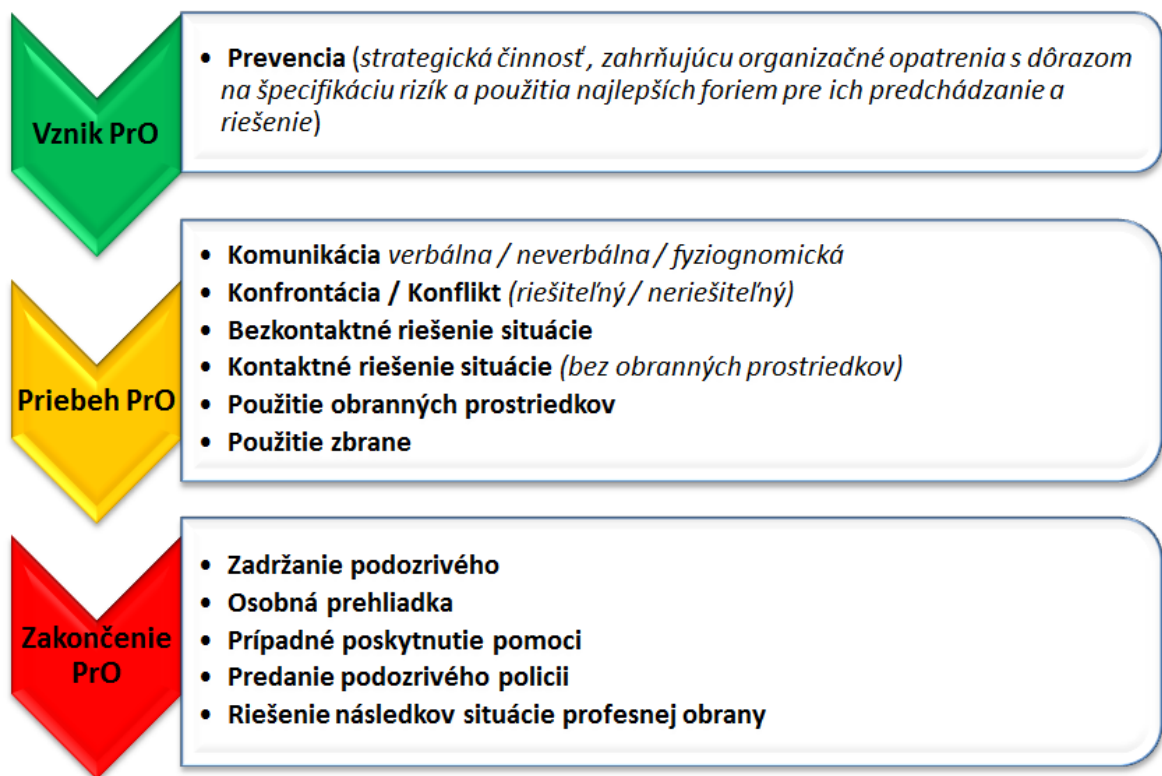 Vznik PrO
• Prevencia (strategická činnosť, zahrňujúcu organizačné opatrenia s dôrazom
na špecifikáciu rizík a použitia najlepších foriem pre ich predchádzanie a
riešenie)
Priebeh PrO
• Komunikácia verbálna / neverbálna / fyziognomická
• Konfrontácia / Konflikt (riešiteľný / neriešiteľný)
• Bezkontaktné riešenie situácie
• Kontaktné riešenie situácie (bez obranných prostriedkov)
• Použitie obranných prostriedkov
• Použitie zbrane
Zakončenie
PrO
• Zadržanie podozrivého
• Osobná prehliadka
• Prípadné poskytnutie pomoci
• Predanie podozrivého policii
• Riešenie následkov situácie profesnej obrany